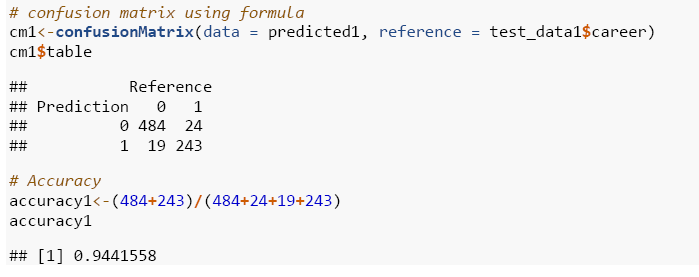 # confusion matrix using formula
cm1<-confusionMatrix(data = predicted1, reference = test_data1$career)
cm1$table
##           Reference
## Prediction   0   1
##          0 484  24
##          1  19 243
# Accuracy
accuracy1<-(484+243)/(484+24+19+243)
accuracy1
## [1] 0.9441558